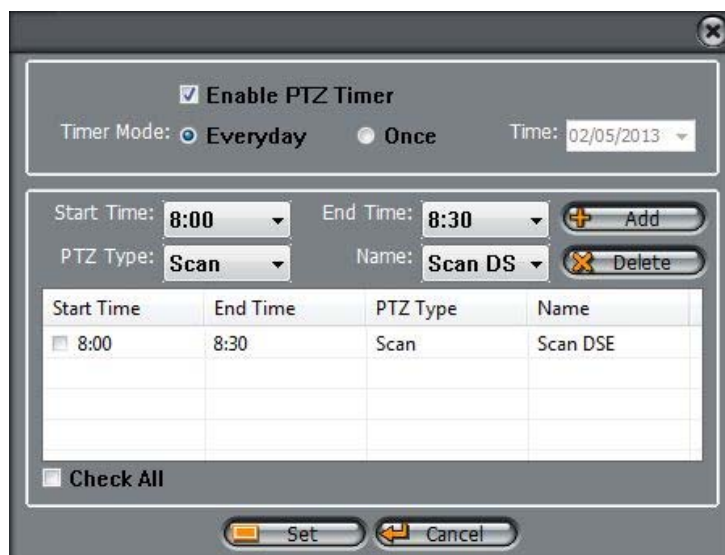 Enable PTZ Timer
Timer Mode: Everyday Once Time: 02/05/2013
Start Time: 8:00 End Time: 8:30 Add
PTZ Type: Scan Name: Scan DS Delete
Start Time End Time PTZ Type Name
8:00 8:30 Scan Scan DSE
Check All
Set Cancel